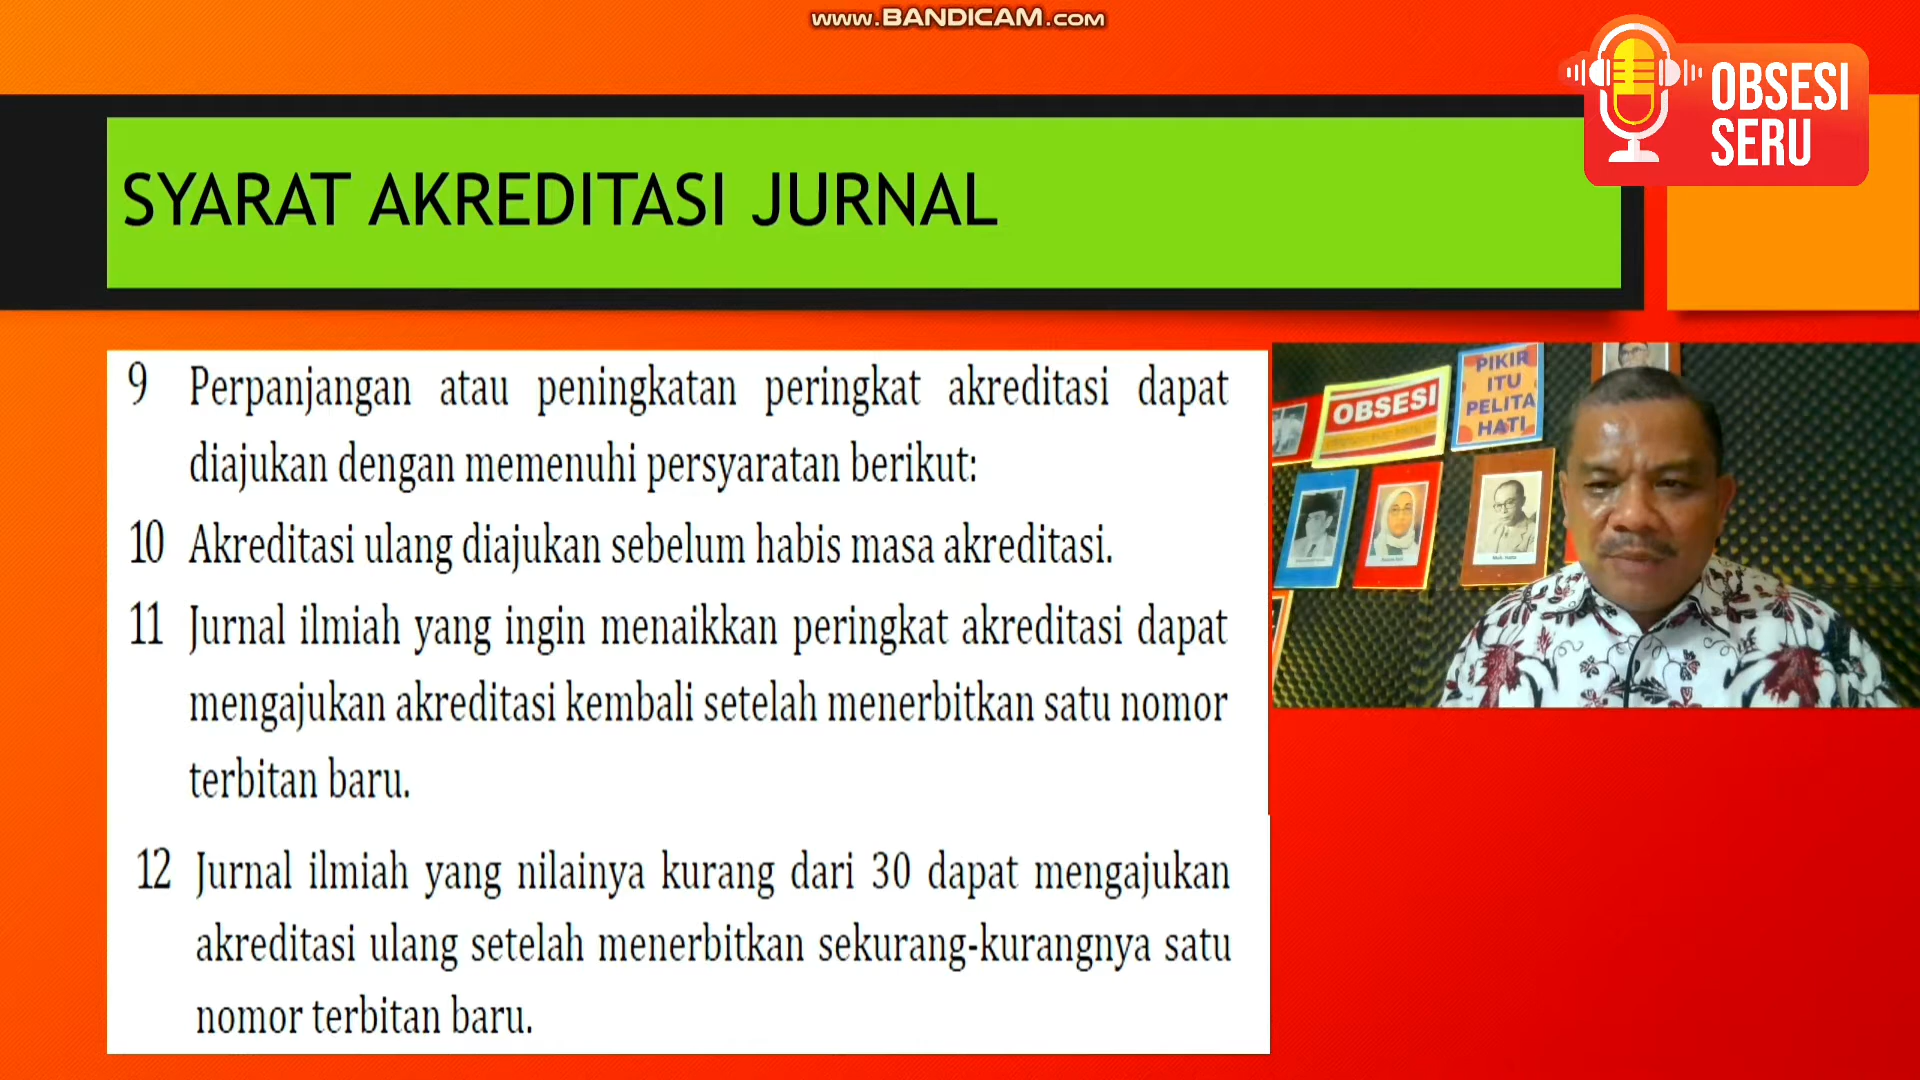 www.BANDICAM.com
OBSESI
SERU
SYARAT AKREDITASI JURNAL
9 Perpanjangan atau peningkatan peringkat akreditasi dapat
diajukan dengan memenuhi persyaratan berikut:
10 Akreditasi ulang diajukan sebelum habis masa akreditasi.
11 Jurnal ilmiah yang ingin menaikkan peringkat akreditasi dapat
mengajukan akreditasi kembali setelah menerbitkan satu nomor
terbitan baru.
12 Jurnal ilmiah yang nilainya kurang dari 30 dapat mengajukan
akreditasi ulang setelah menerbitkan sekurang-kurangnya satu
nomor terbitan baru.
OBSESI
PIKIR
ITU
PELITA
HATI